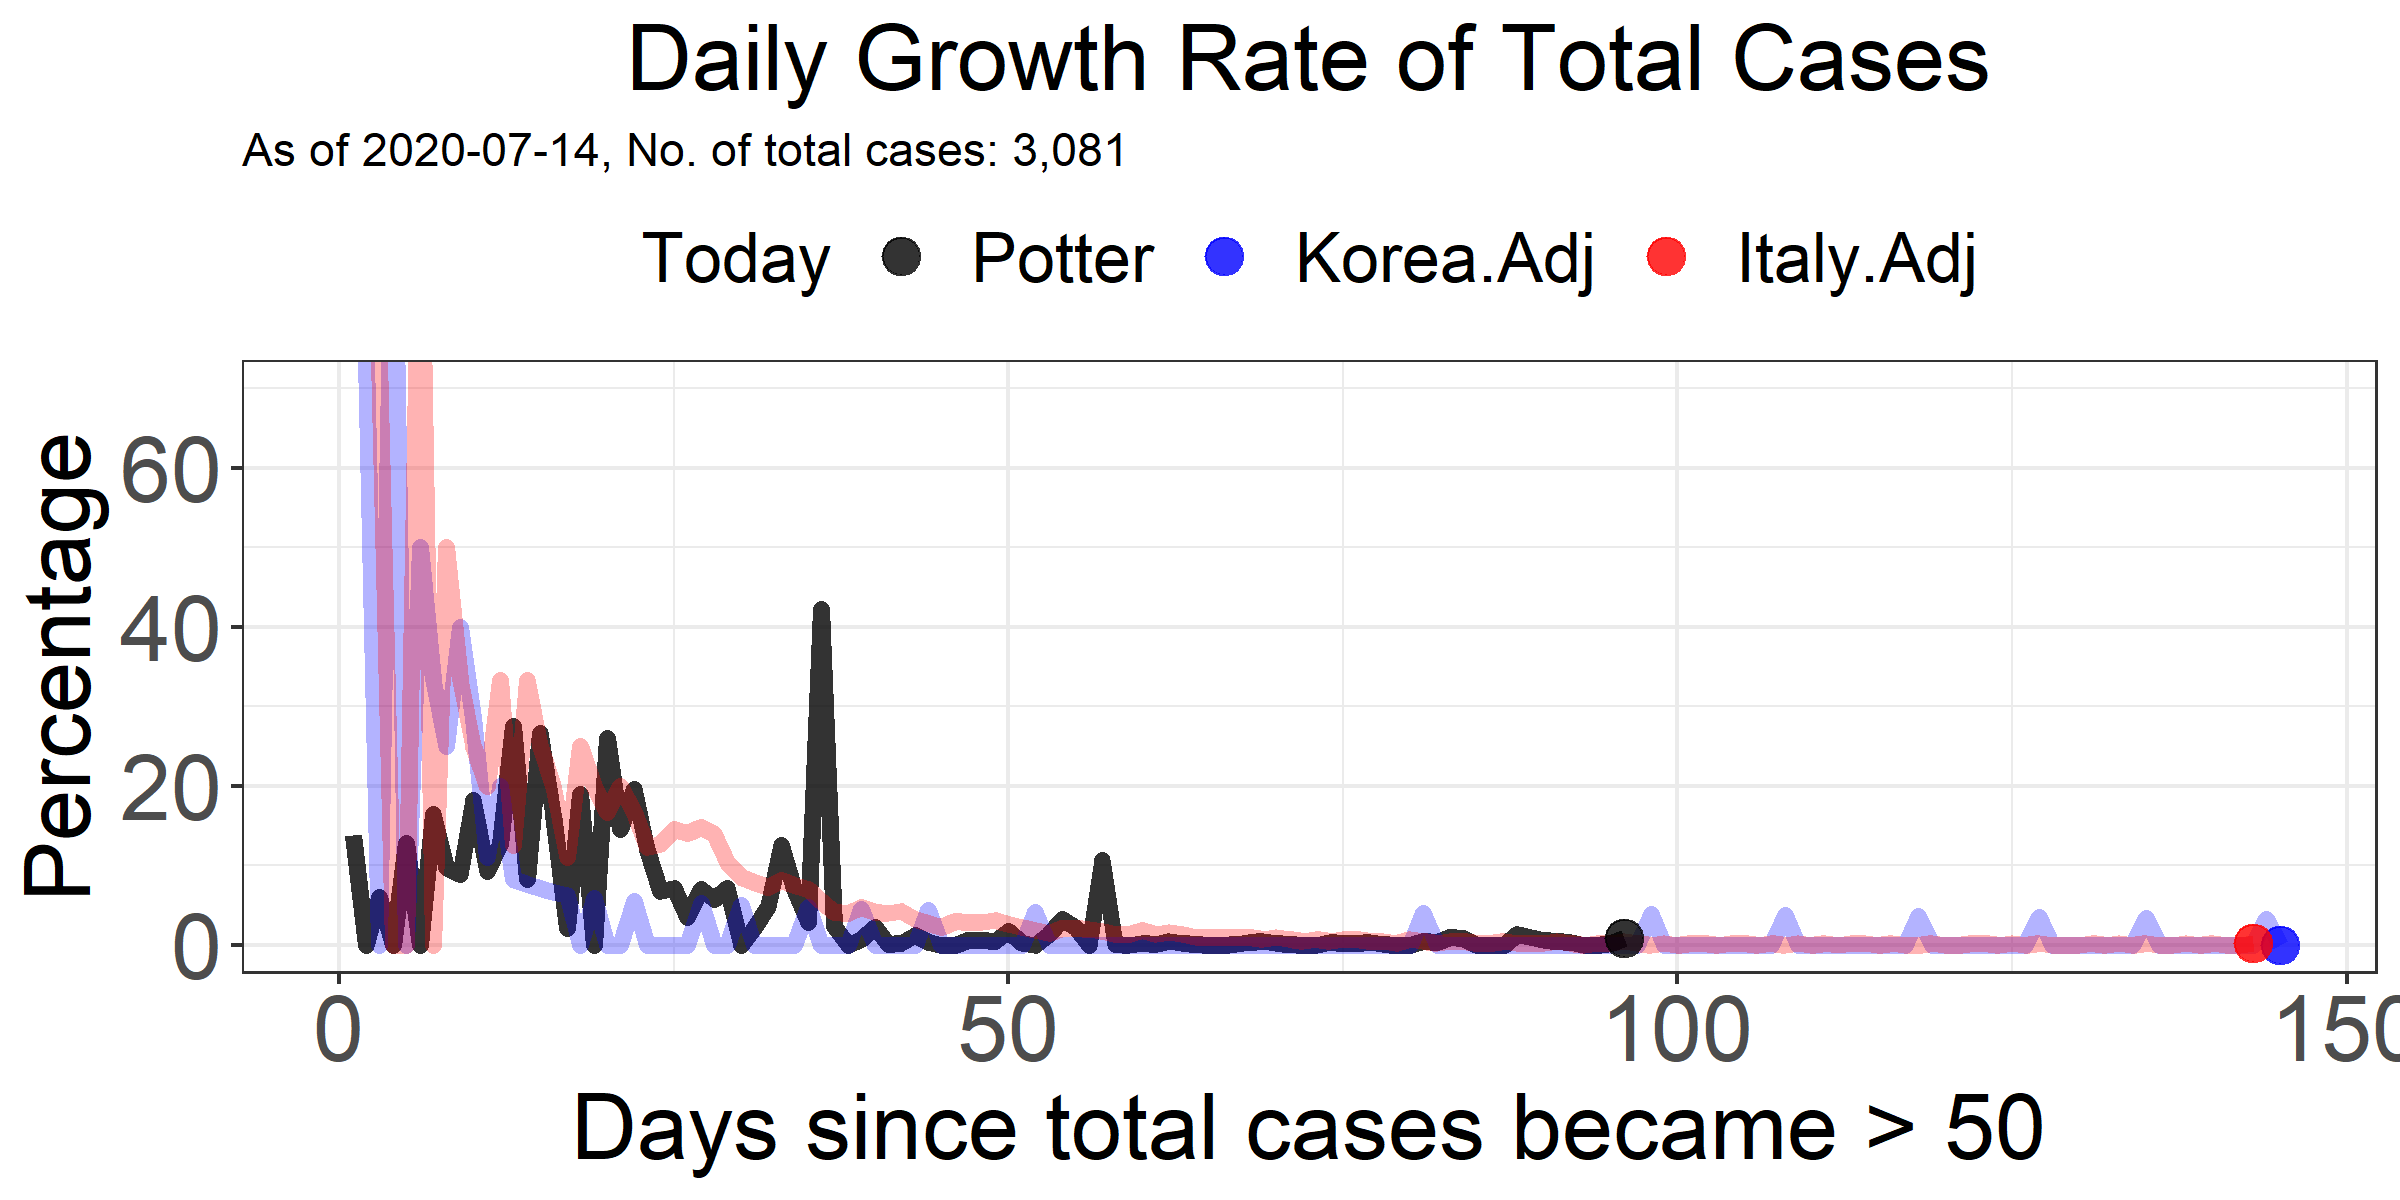 Daily Growth Rate of Total Cases
As of 2020-07-14, No. of total cases: 3,081
Today Potter Korea.Adj Italy.Adj
Percentage
60
40
20
0
0 50 100 150
Days since total cases became > 50